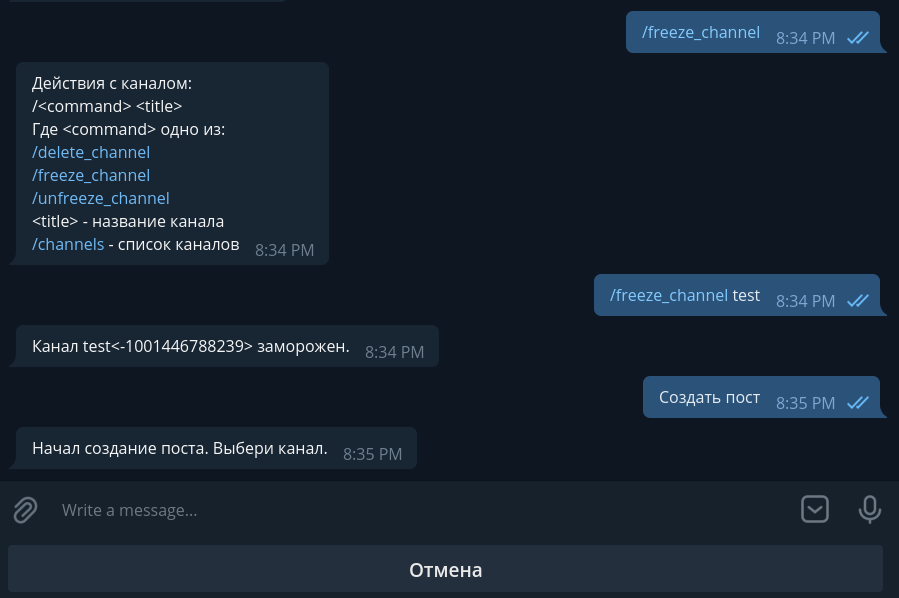 /freeze_channel 8:34 PM
Действия с каналом:
/<command> <title>
Где <command> одно из:
/delete_channel
/freeze_channel
/unfreeze_channel
<title> - название канала
/channels - список каналов 8:34 PM
/freeze_channel test 8:34 PM
Канал test<-1001446788239> заморожен. 8:34 PM
Создать пост 8:35 PM
Начал создание поста. Выбери канал. 8:35 PM
Write a message...
Отмена